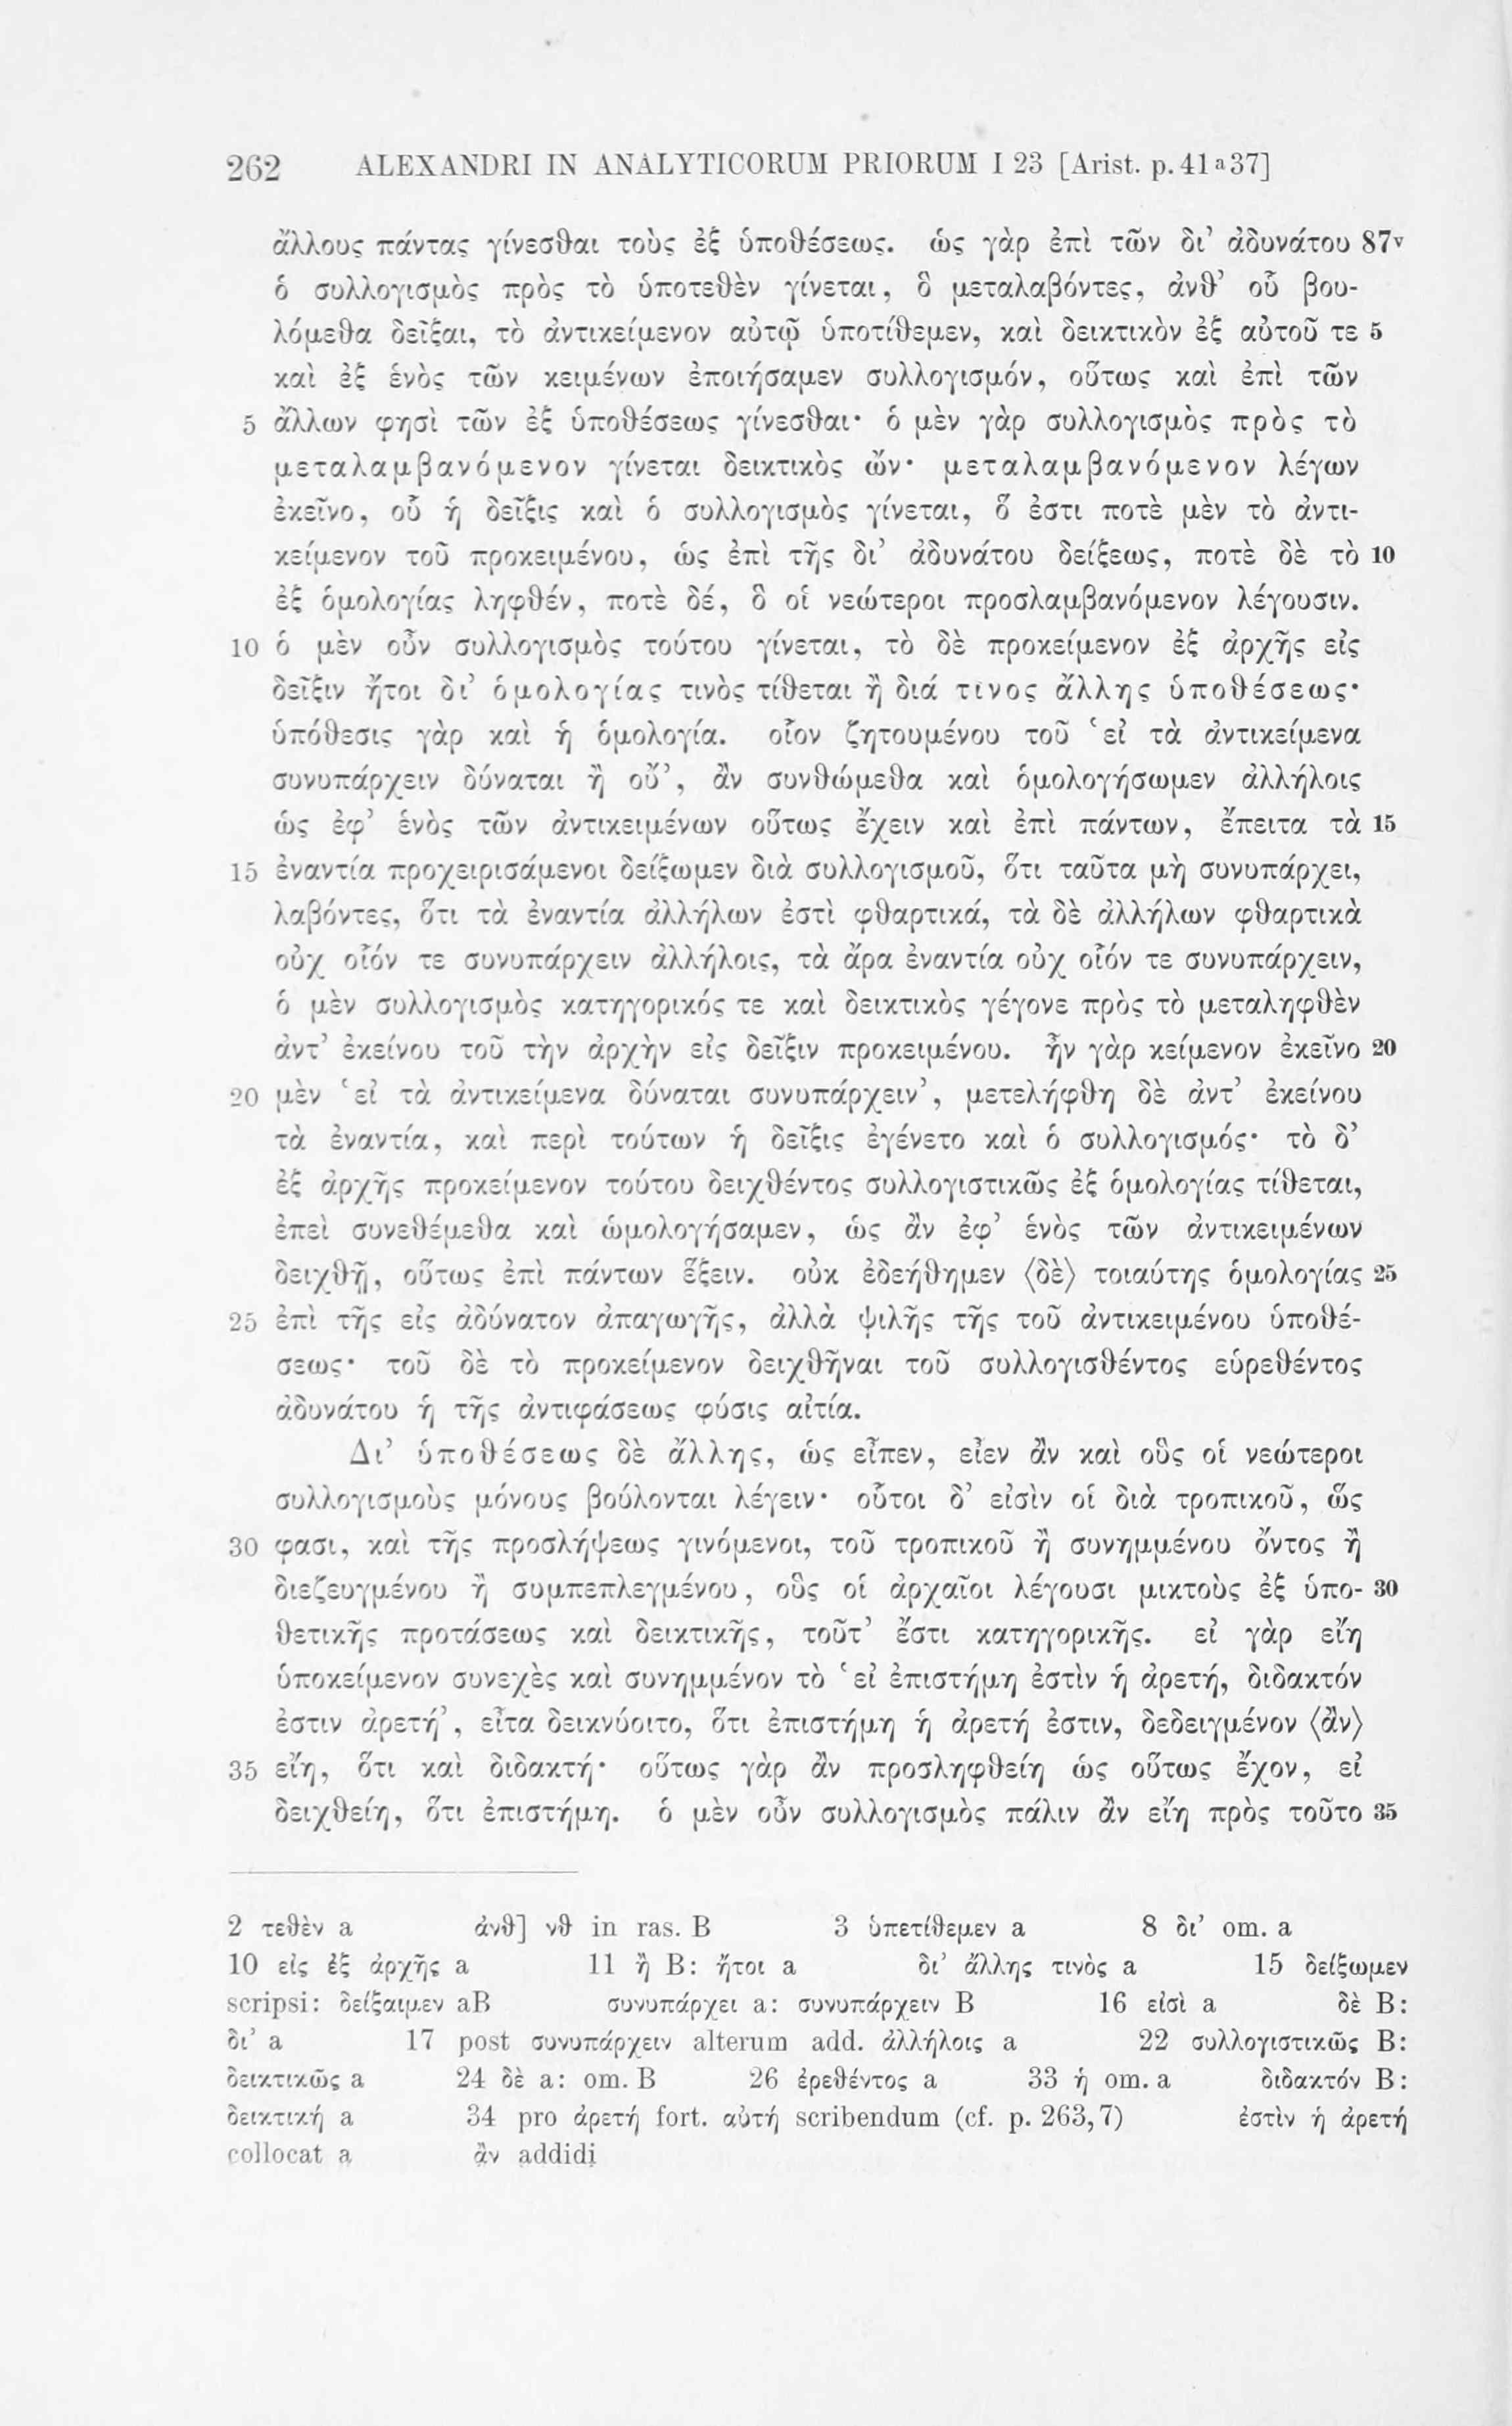 262 ALEXANDRI IN ANALYTICORUM PRIORUM I 23 [Arist. p. 41ᵃ37]
ἄλλους πάντας γίνεσθαι τοὺς ἐξ ὑποθέσεως. ὡς γὰρ ἐπὶ τῶν δι’ ἀδυνάτου 87ᵛ
ὁ συλλογισμὸς πρὸς τὸ ὑποτεθὲν γίνεται, ὃ μεταλαβόντες, ἀνθ’ οὗ βου-
λόμεθα δεῖξαι, τὸ ἀντικείμενον αὐτῷ ὑποτίθεμεν, καὶ δεικτικὸν ἐξ αὐτοῦ τε 5
καὶ ἐξ ἑνὸς τῶν κειμένων ἐποιήσαμεν συλλογισμόν, οὕτως καὶ ἐπὶ τῶν
5 ἄλλων φησὶ τῶν ἐξ ὑποθέσεως γίνεσθαι· ὁ μὲν γὰρ συλλογισμὸς πρὸς τὸ
μεταλαμβανόμενον γίνεται δεικτικὸς ὤν· μεταλαμβανόμενον λέγων
ἐκεῖνο, οὗ ἡ δεῖξις καὶ ὁ συλλογισμὸς γίνεται, ὅ ἐστι ποτὲ μὲν τὸ ἀντι-
κείμενον τοῦ προκειμένου, ὡς ἐπὶ τῆς δι’ ἀδυνάτου δείξεως, ποτὲ δὲ τὸ 10
ἐξ ὁμολογίας ληφθέν, ποτὲ δέ, ὃ οἱ νεώτεροι προσλαμβανόμενον λέγουσιν.
10 ὁ μὲν οὖν συλλογισμὸς τούτου γίνεται, τὸ δὲ προκείμενον ἐξ ἀρχῆς εἰς
δεῖξιν ἤτοι δι’ ὁμολογίας τινὸς τίθεται ἢ διά τινος ἄλλης ὑποθέσεως·
ὑπόθεσις γὰρ καὶ ἡ ὁμολογία. οἷον ζητουμένου τοῦ ‘εἰ τὰ ἀντικείμενα
συνυπάρχειν δύναται ἢ οὔ’, ἂν συνθώμεθα καὶ ὁμολογήσωμεν ἀλλήλοις
ὡς ἐφ’ ἑνὸς τῶν ἀντικειμένων οὕτως ἔχειν καὶ ἐπὶ πάντων, ἔπειτα τὰ 15
15 ἐναντία προχειρισάμενοι δείξωμεν διὰ συλλογισμοῦ, ὅτι ταῦτα μὴ συνυπάρχει,
λαβόντες, ὅτι τὰ ἐναντία ἀλλήλων ἐστὶ φθαρτικά, τὰ δὲ ἀλλήλων φθαρτικὰ
οὐχ οἷόν τε συνυπάρχειν ἀλλήλοις, τὰ ἄρα ἐναντία οὐχ οἷόν τε συνυπάρχειν,
ὁ μὲν συλλογισμὸς κατηγορικός τε καὶ δεικτικὸς γέγονε πρὸς τὸ μεταληφθὲν
ἀντ’ ἐκείνου τοῦ τὴν ἀρχὴν εἰς δεῖξιν προκειμένου. ἦν γὰρ κείμενον ἐκεῖνο 20
20 μὲν ‘εἰ τὰ ἀντικείμενα δύναται συνυπάρχειν’, μετελήφθη δὲ ἀντ’ ἐκείνου
τὰ ἐναντία, καὶ περὶ τούτων ἡ δεῖξις ἐγένετο καὶ ὁ συλλογισμός· τὸ δ’
ἐξ ἀρχῆς προκείμενον τούτου δειχθέντος συλλογιστικῶς ἐξ ὁμολογίας τίθεται,
ἐπεὶ συνεθέμεθα καὶ ὡμολογήσαμεν, ὡς ἂν ἐφ’ ἑνὸς τῶν ἀντικειμένων
δειχθῇ, οὕτως ἐπὶ πάντων ἕξειν. οὐκ ἐδεήθημεν ⟨δὲ⟩ τοιαύτης ὁμολογίας 25
25 ἐπὶ τῆς εἰς ἀδύνατον ἀπαγωγῆς, ἀλλὰ ψιλῆς τῆς τοῦ ἀντικειμένου ὑποθέ-
σεως· τοῦ δὲ τὸ προκείμενον δειχθῆναι τοῦ συλλογισθέντος εὑρεθέντος
ἀδυνάτου ἡ τῆς ἀντιφάσεως φύσις αἰτία.
Δι’ ὑποθέσεως δὲ ἄλλης, ὡς εἶπεν, εἶεν ἂν καὶ οὓς οἱ νεώτεροι
συλλογισμοὺς μόνους βούλονται λέγειν· οὗτοι δ’ εἰσὶν οἱ διὰ τροπικοῦ, ὥς
30 φασι, καὶ τῆς προσλήψεως γινόμενοι, τοῦ τροπικοῦ ἢ συνημμένου ὄντος ἢ
διεζευγμένου ἢ συμπεπλεγμένου, οὓς οἱ ἀρχαῖοι λέγουσι μικτοὺς ἐξ ὑπο- 30
θετικῆς προτάσεως καὶ δεικτικῆς, τοῦτ’ ἔστι κατηγορικῆς. εἰ γὰρ εἴη
ὑποκείμενον συνεχὲς καὶ συνημμένον τὸ ‘εἰ ἐπιστήμη ἐστὶν ἡ ἀρετή, διδακτόν
ἐστιν ἀρετή’, εἶτα δεικνύοιτο, ὅτι ἐπιστήμη ἡ ἀρετή ἐστιν, δεδειγμένον ⟨ἂν⟩
35 εἴη, ὅτι καὶ διδακτή· οὕτως γὰρ ἂν προσληφθείη ὡς οὕτως ἔχον, εἰ
δειχθείη, ὅτι ἐπιστήμη. ὁ μὲν οὖν συλλογισμὸς πάλιν ἂν εἴη πρὸς τοῦτο 35
2 τεθὲν a ἀνθ] νθ in ras. B 3 ὑπετίθεμεν a 8 δι’ om. a
10 εἰς ἐξ ἀρχῆς a 11 ἢ B: ἤτοι a δι’ ἄλλης τινὸς a 15 δείξωμεν
scripsi: δείξαιμεν aB συνυπάρχει a: συνυπάρχειν B 16 εἰσὶ a δὲ B:
δι’ a 17 post συνυπάρχειν alterum add. ἀλλήλοις a 22 συλλογιστικῶς B:
δεικτικῶς a 24 δὲ a: om. B 26 ἐρεθέντος a 33 ἡ om. a διδακτόν B:
δεικτική a 34 pro ἀρετή fort. αὐτή scribendum (cf. p. 263,7) ἐστὶν ἡ ἀρετή
collocat a ἂν addidi